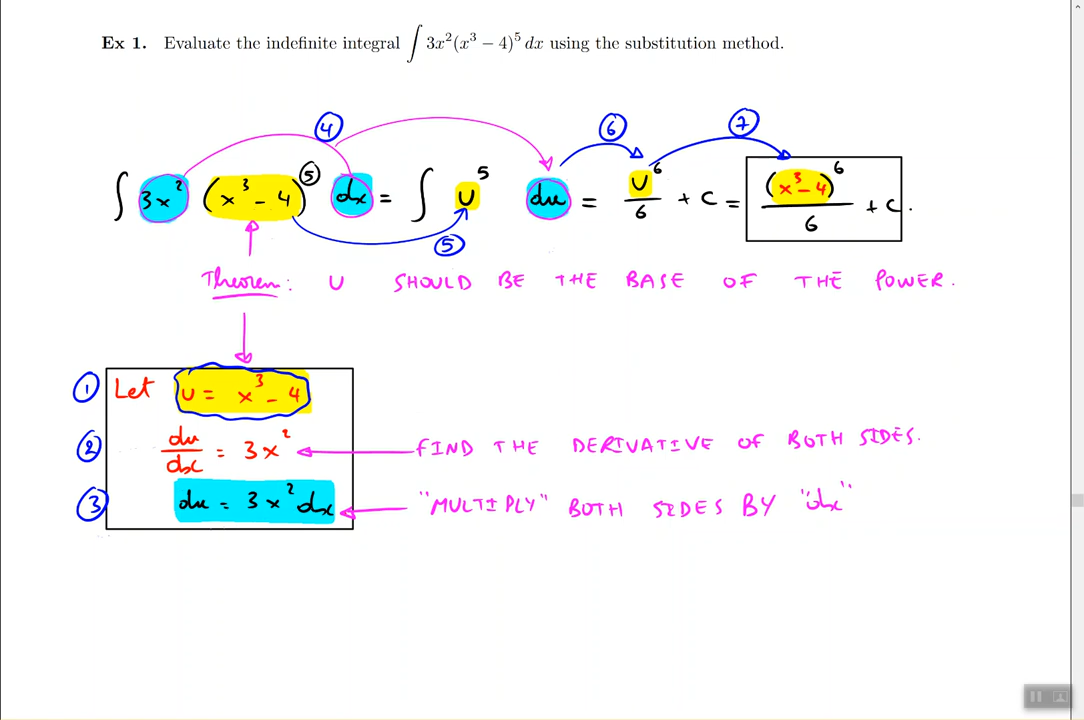 Ex 1. Evaluate the indefinite integral ∫ 3x²(x³ − 4)⁵ dx using the substitution method.
④ ⑥ ⑦
∫ 3x² (x³ − 4)⑤ dx = ∫ u⁵ du = u⁶/6 + C = (x³ − 4)⁶/6 + C.
⑤
Theorem: U SHOULD BE THE BASE OF THE POWER.
① Let u = x³ − 4
② du/dx = 3x² FIND THE DERIVATIVE OF BOTH SIDES.
③ du = 3x² dx "MULTIPLY" BOTH SIDES BY "dx"